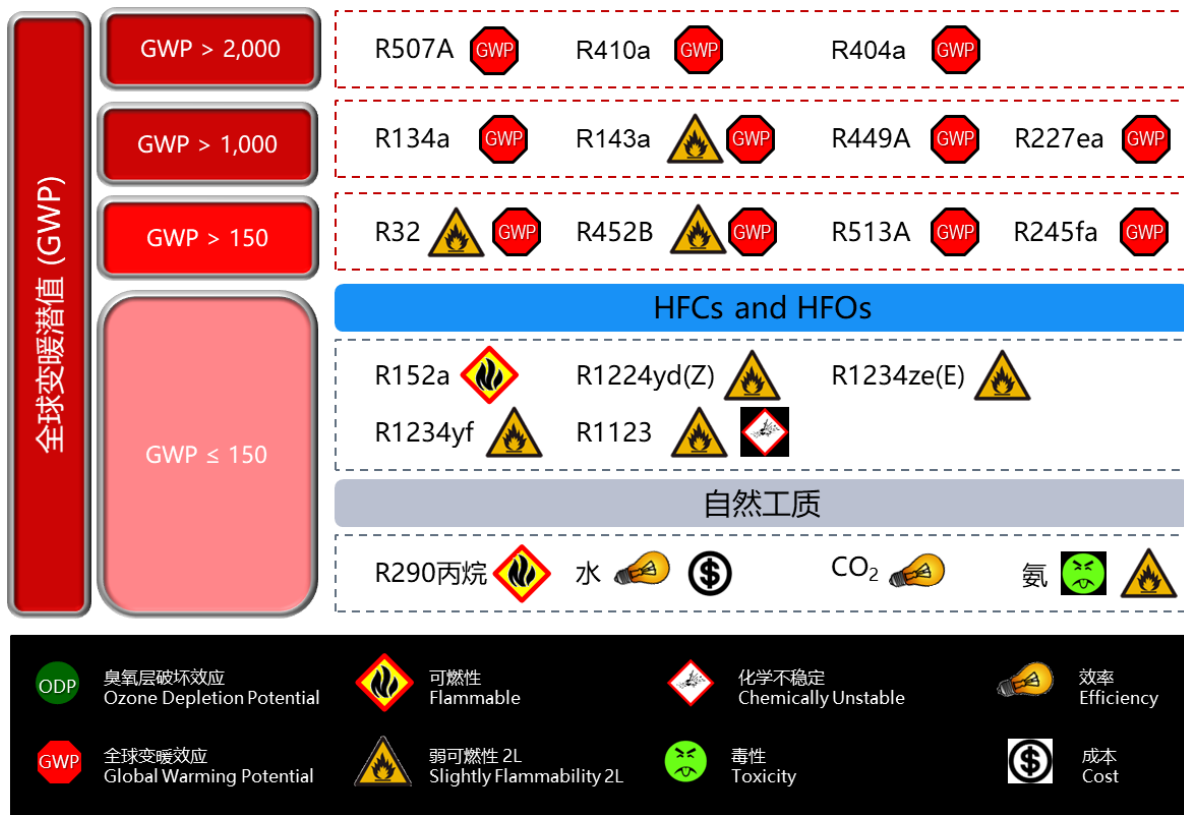 全球变暖潜值 (GWP)
GWP > 2,000
R507A GWP R410a GWP R404a GWP
GWP > 1,000
R134a GWP R143a GWP R449A GWP R227ea GWP
GWP > 150
R32 GWP R452B GWP R513A GWP R245fa GWP
GWP ≤ 150
HFCs and HFOs
R152a R1224yd(Z) R1234ze(E)
R1234yf R1123
自然工质
R290丙烷 水 $ CO₂ 氨
ODP 臭氧层破坏效应 可燃性 化学不稳定 效率
Ozone Depletion Potential Flammable Chemically Unstable Efficiency
GWP 全球变暖效应 弱可燃性 2L 毒性 $ 成本
Global Warming Potential Slightly Flammability 2L Toxicity Cost